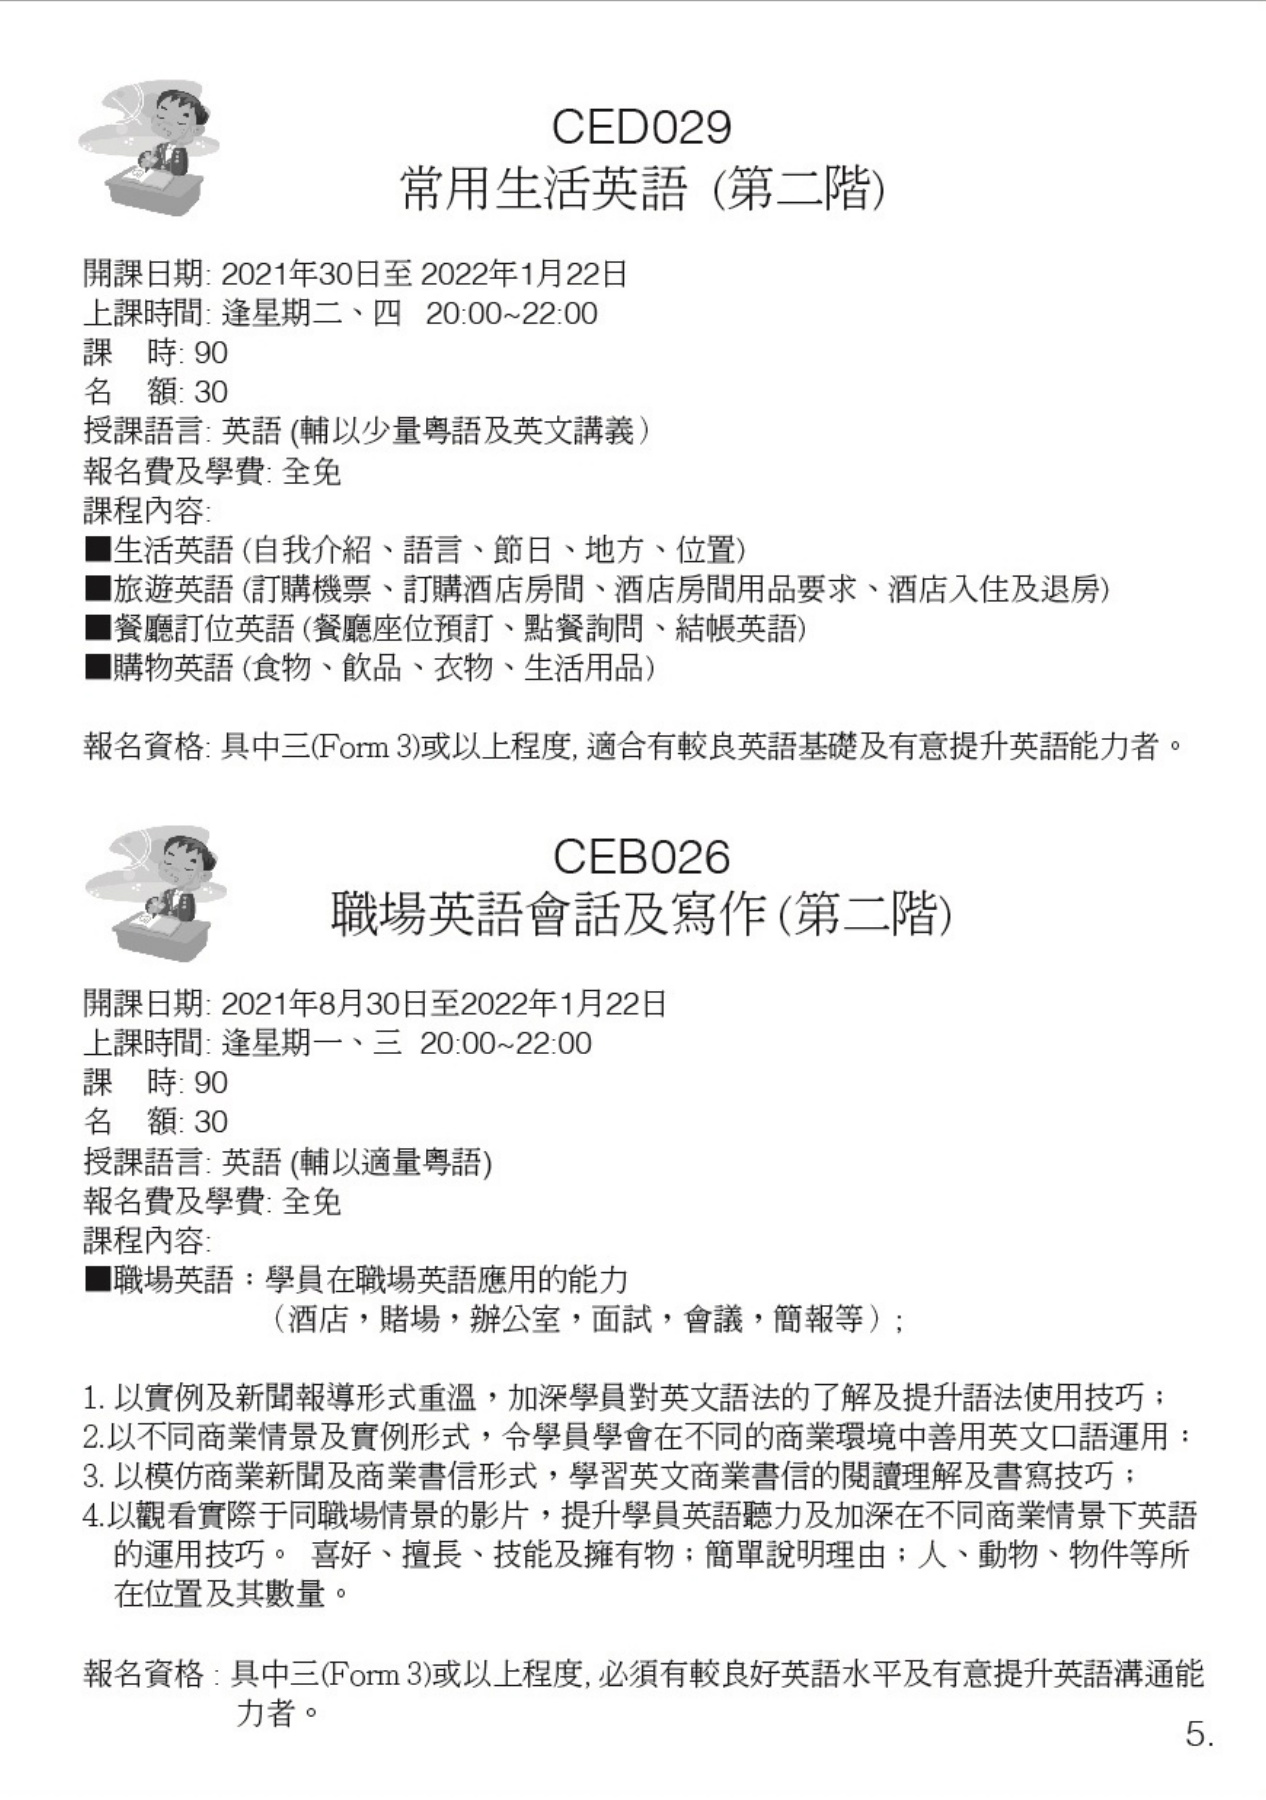 CED029
常用生活英語 (第二階)
開課日期: 2021年30日至 2022年1月22日
上課時間: 逢星期二、四 20:00~22:00
課 時: 90
名 額: 30
授課語言: 英語 (輔以少量粵語及英文講義）
報名費及學費: 全免
課程內容:
■生活英語 (自我介紹、語言、節日、地方、位置)
■旅遊英語 (訂購機票、訂購酒店房間、酒店房間用品要求、酒店入住及退房)
■餐廳訂位英語 (餐廳座位預訂、點餐詢問、結帳英語)
■購物英語 (食物、飲品、衣物、生活用品)
報名資格: 具中三(Form 3)或以上程度, 適合有較良英語基礎及有意提升英語能力者。
CEB026
職場英語會話及寫作 (第二階)
開課日期: 2021年8月30日至2022年1月22日
上課時間: 逢星期一、三 20:00~22:00
課 時: 90
名 額: 30
授課語言: 英語 (輔以適量粵語)
報名費及學費: 全免
課程內容:
■職場英語：學員在職場英語應用的能力
（酒店，賭場，辦公室，面試，會議，簡報等）;
1. 以實例及新聞報導形式重溫，加深學員對英文語法的了解及提升語法使用技巧；
2.以不同商業情景及實例形式，令學員學會在不同的商業環境中善用英文口語運用：
3. 以模仿商業新聞及商業書信形式，學習英文商業書信的閱讀理解及書寫技巧；
4.以觀看實際于同職場情景的影片，提升學員英語聽力及加深在不同商業情景下英語
的運用技巧。 喜好、擅長、技能及擁有物；簡單說明理由；人、動物、物件等所
在位置及其數量。
報名資格 : 具中三(Form 3)或以上程度, 必須有較良好英語水平及有意提升英語溝通能
力者。
5.